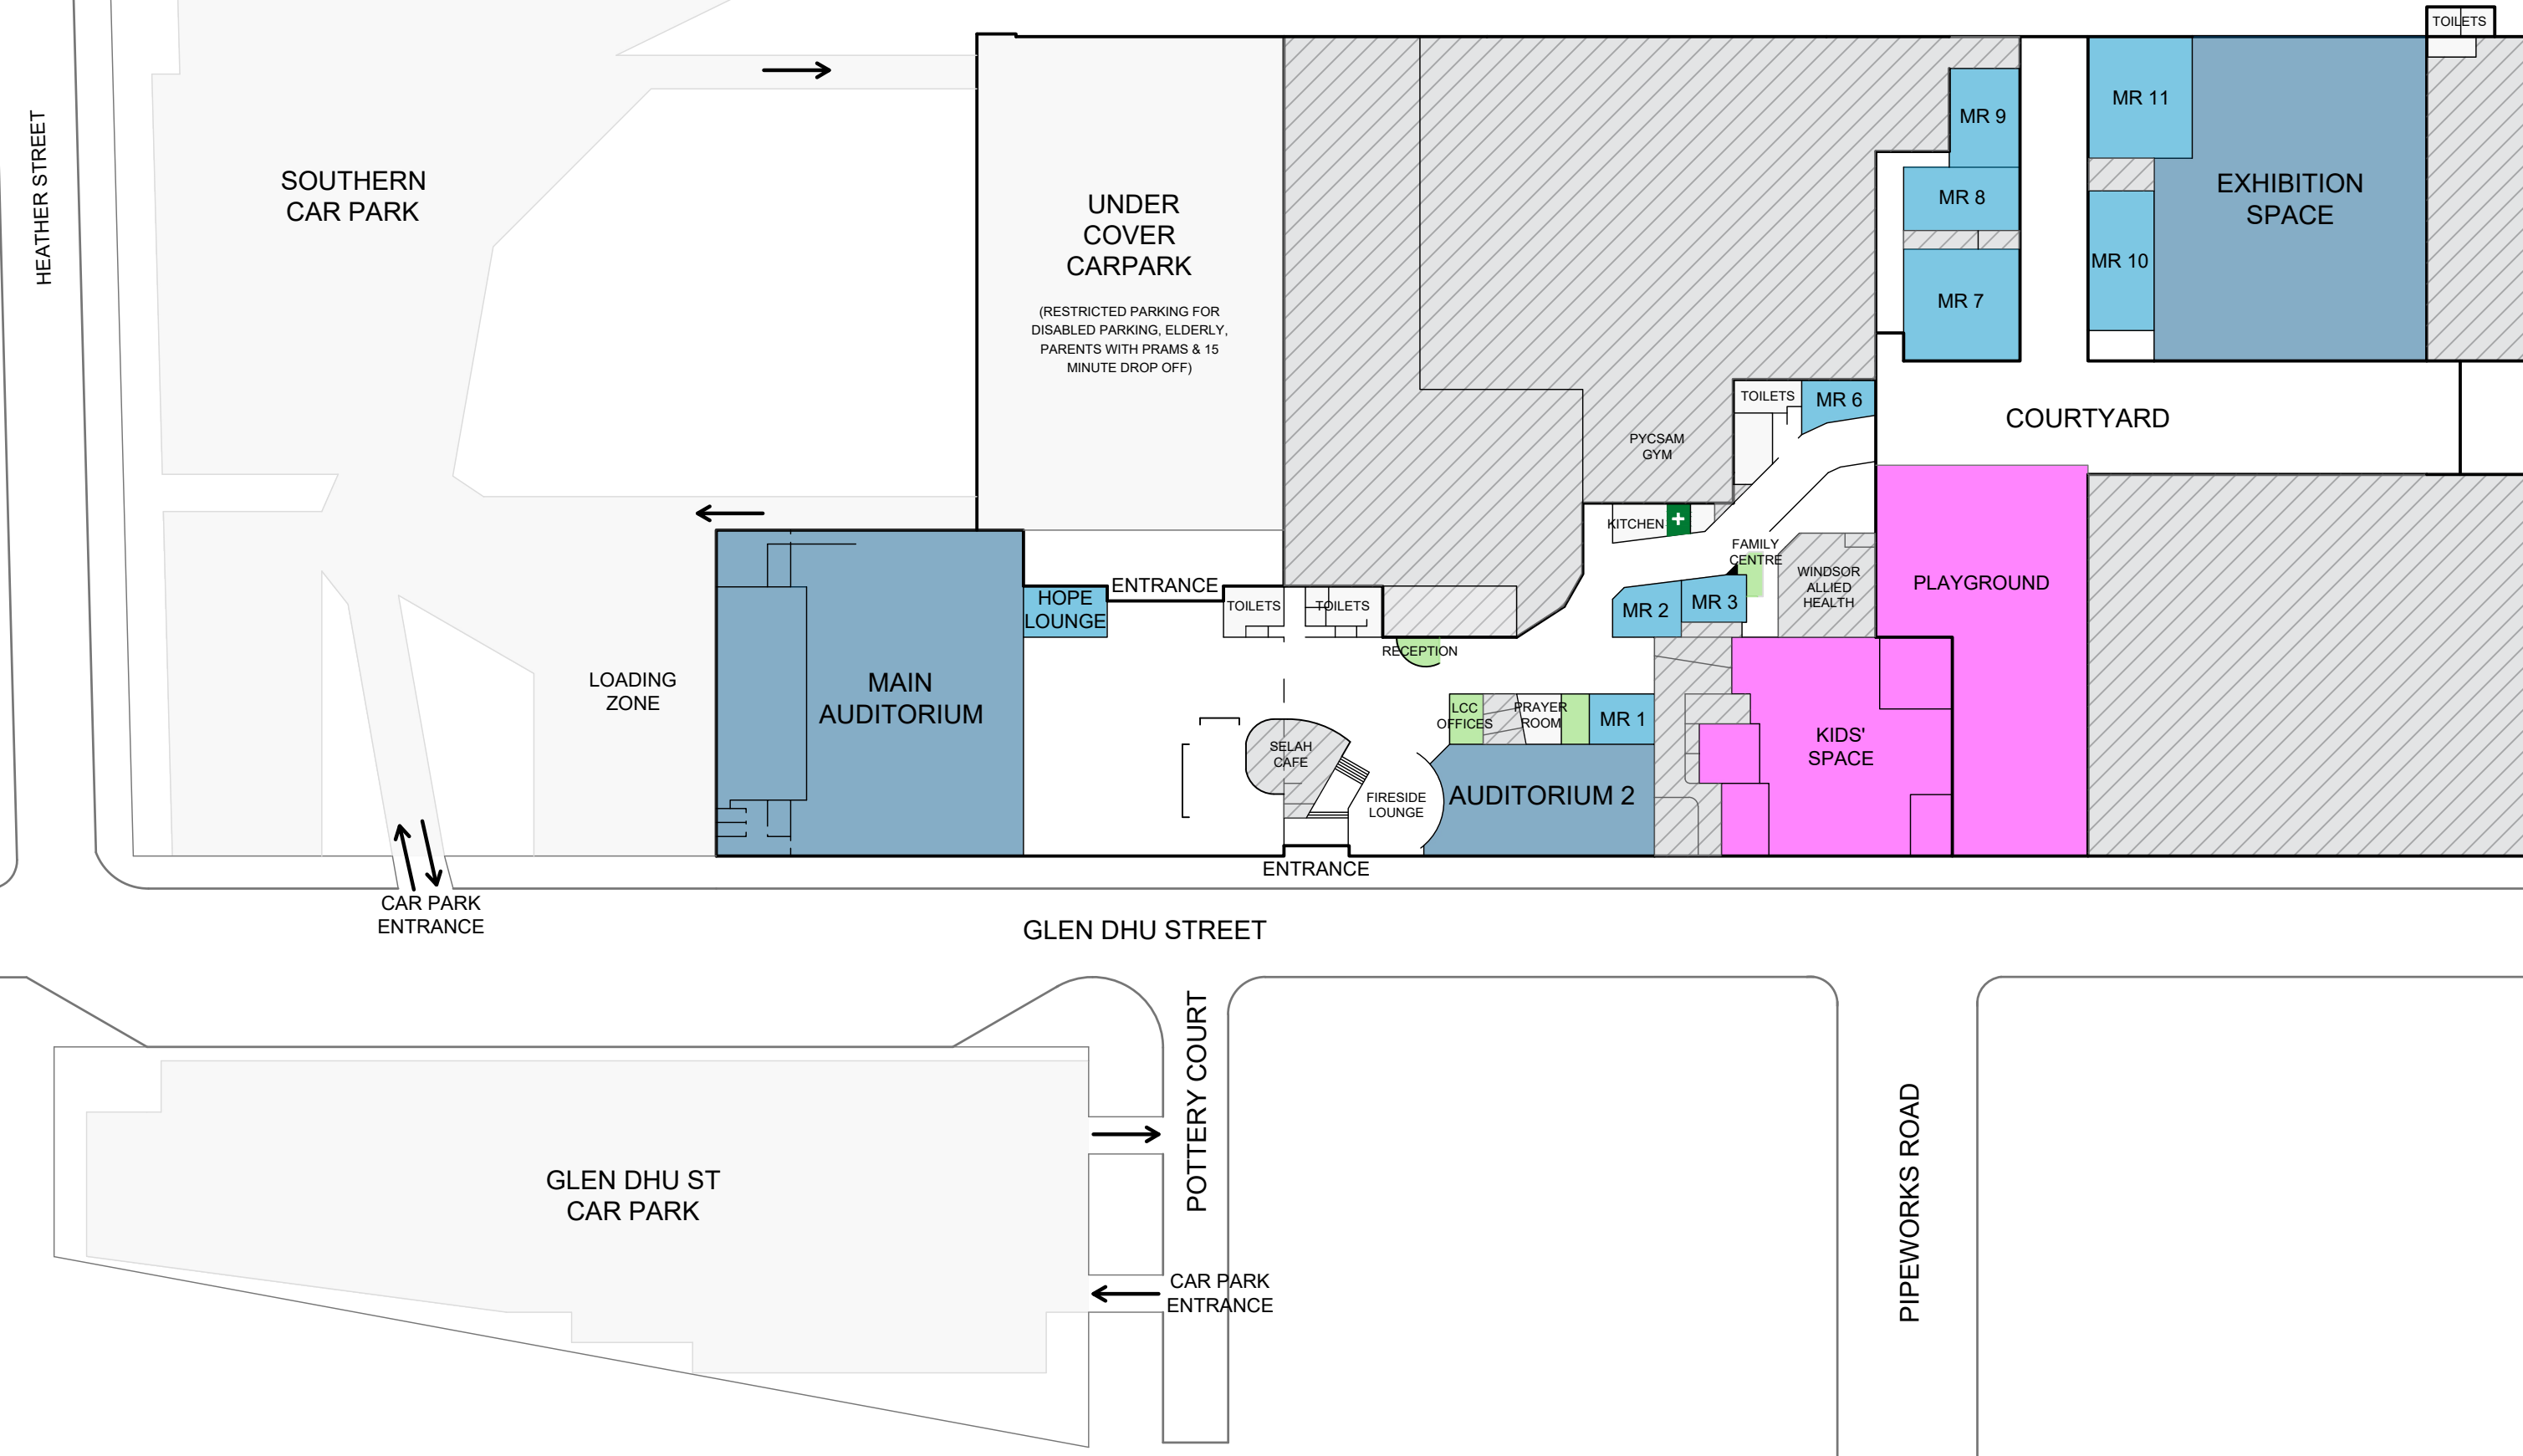 TOILETS
MR 11
MR 9
EXHIBITION
SPACE
MR 8
MR 10
MR 7
HEATHER STREET
SOUTHERN
CAR PARK
UNDER
COVER
CARPARK
(RESTRICTED PARKING FOR
DISABLED PARKING, ELDERLY,
PARENTS WITH PRAMS & 15
MINUTE DROP OFF)
TOILETS
MR 6
COURTYARD
PYCSAM
GYM
KITCHEN
FAMILY
CENTRE
WINDSOR
ALLIED
HEALTH
PLAYGROUND
ENTRANCE
HOPE
LOUNGE
TOILETS
TOILETS
MR 2
MR 3
RECEPTION
LOADING
ZONE
MAIN
AUDITORIUM
LCC
OFFICES
PRAYER
ROOM
MR 1
KIDS'
SPACE
SELAH
CAFE
FIRESIDE
LOUNGE
AUDITORIUM 2
ENTRANCE
CAR PARK
ENTRANCE
GLEN DHU STREET
POTTERY COURT
PIPEWORKS ROAD
GLEN DHU ST
CAR PARK
CAR PARK
ENTRANCE